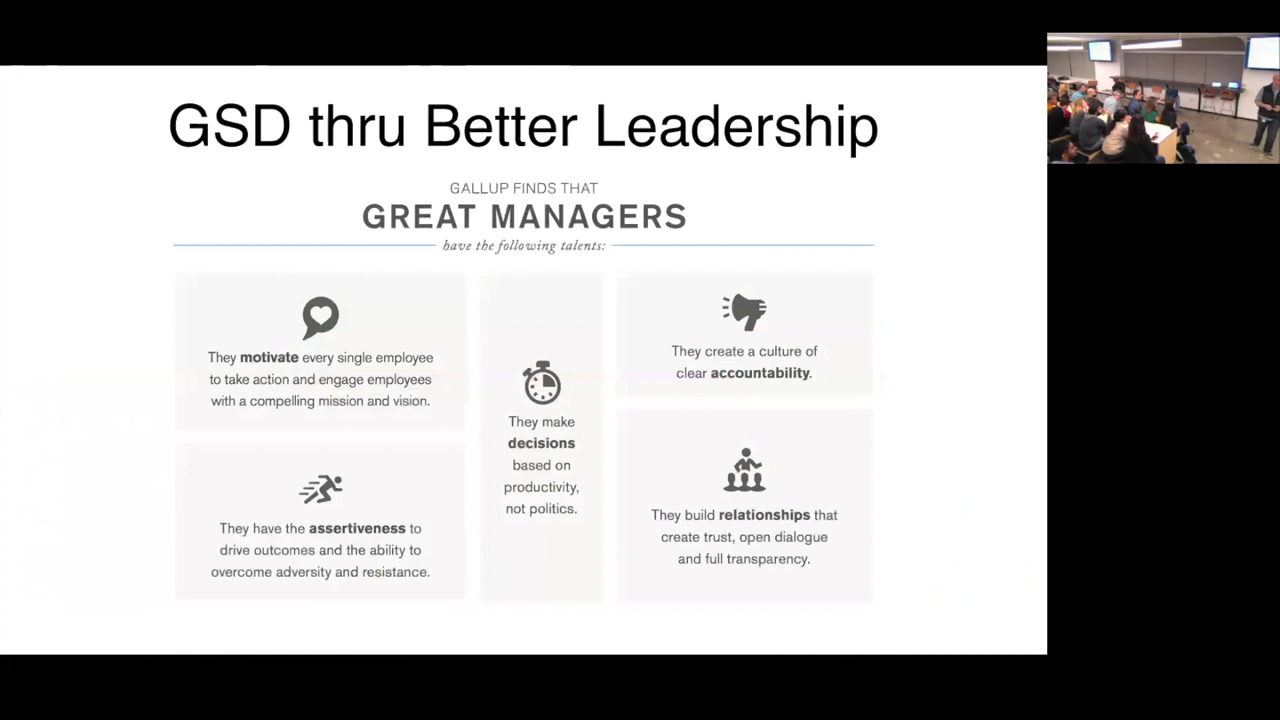 GSD thru Better Leadership
GALLUP FINDS THAT
GREAT MANAGERS
have the following talents:
They motivate every single employee
to take action and engage employees
with a compelling mission and vision.
They have the assertiveness to
drive outcomes and the ability to
overcome adversity and resistance.
They make
decisions
based on
productivity,
not politics.
They create a culture of
clear accountability.
They build relationships that
create trust, open dialogue
and full transparency.